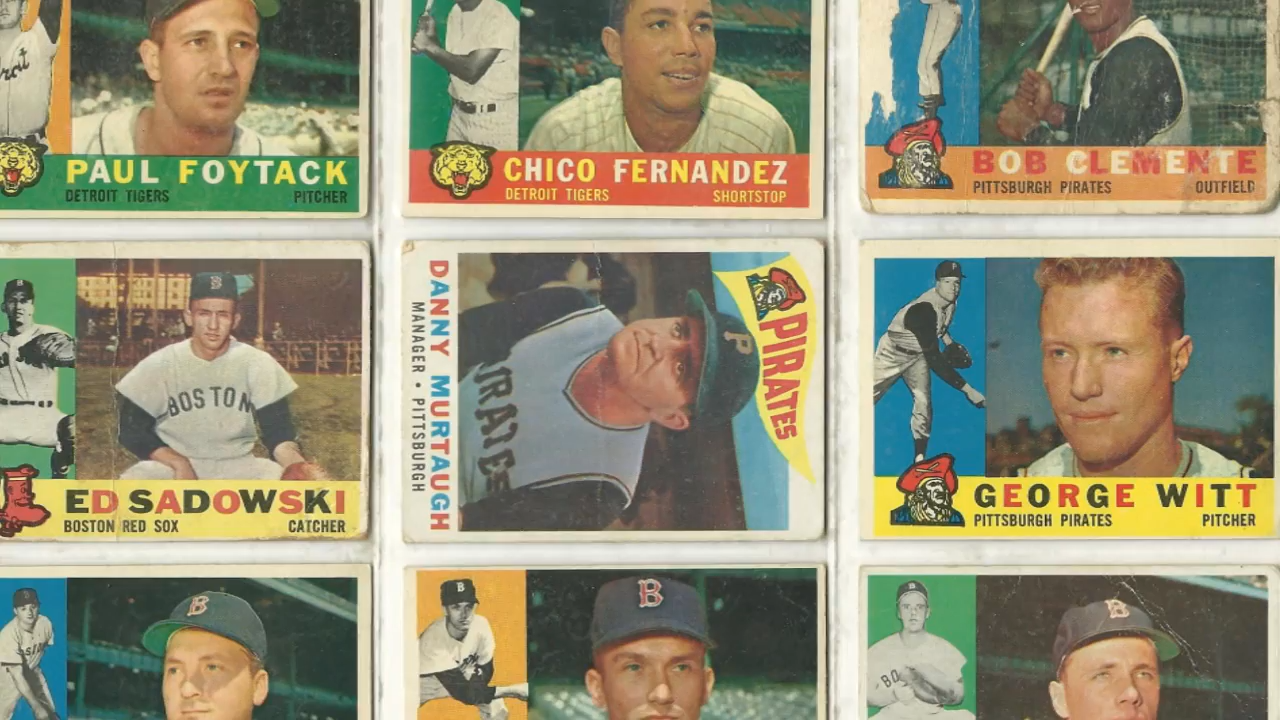 PAUL FOYTACK
DETROIT TIGERS PITCHER
CHICO FERNANDEZ
DETROIT TIGERS SHORTSTOP
BOB CLEMENTE
PITTSBURGH PIRATES OUTFIELD
B
BOSTON
ED SADOWSKI
BOSTON RED SOX CATCHER
PIRATES
P
DANNY MURTAUGH
MANAGER • PITTSBURGH
GEORGE WITT
PITTSBURGH PIRATES PITCHER
B
B
B
B
B
BO